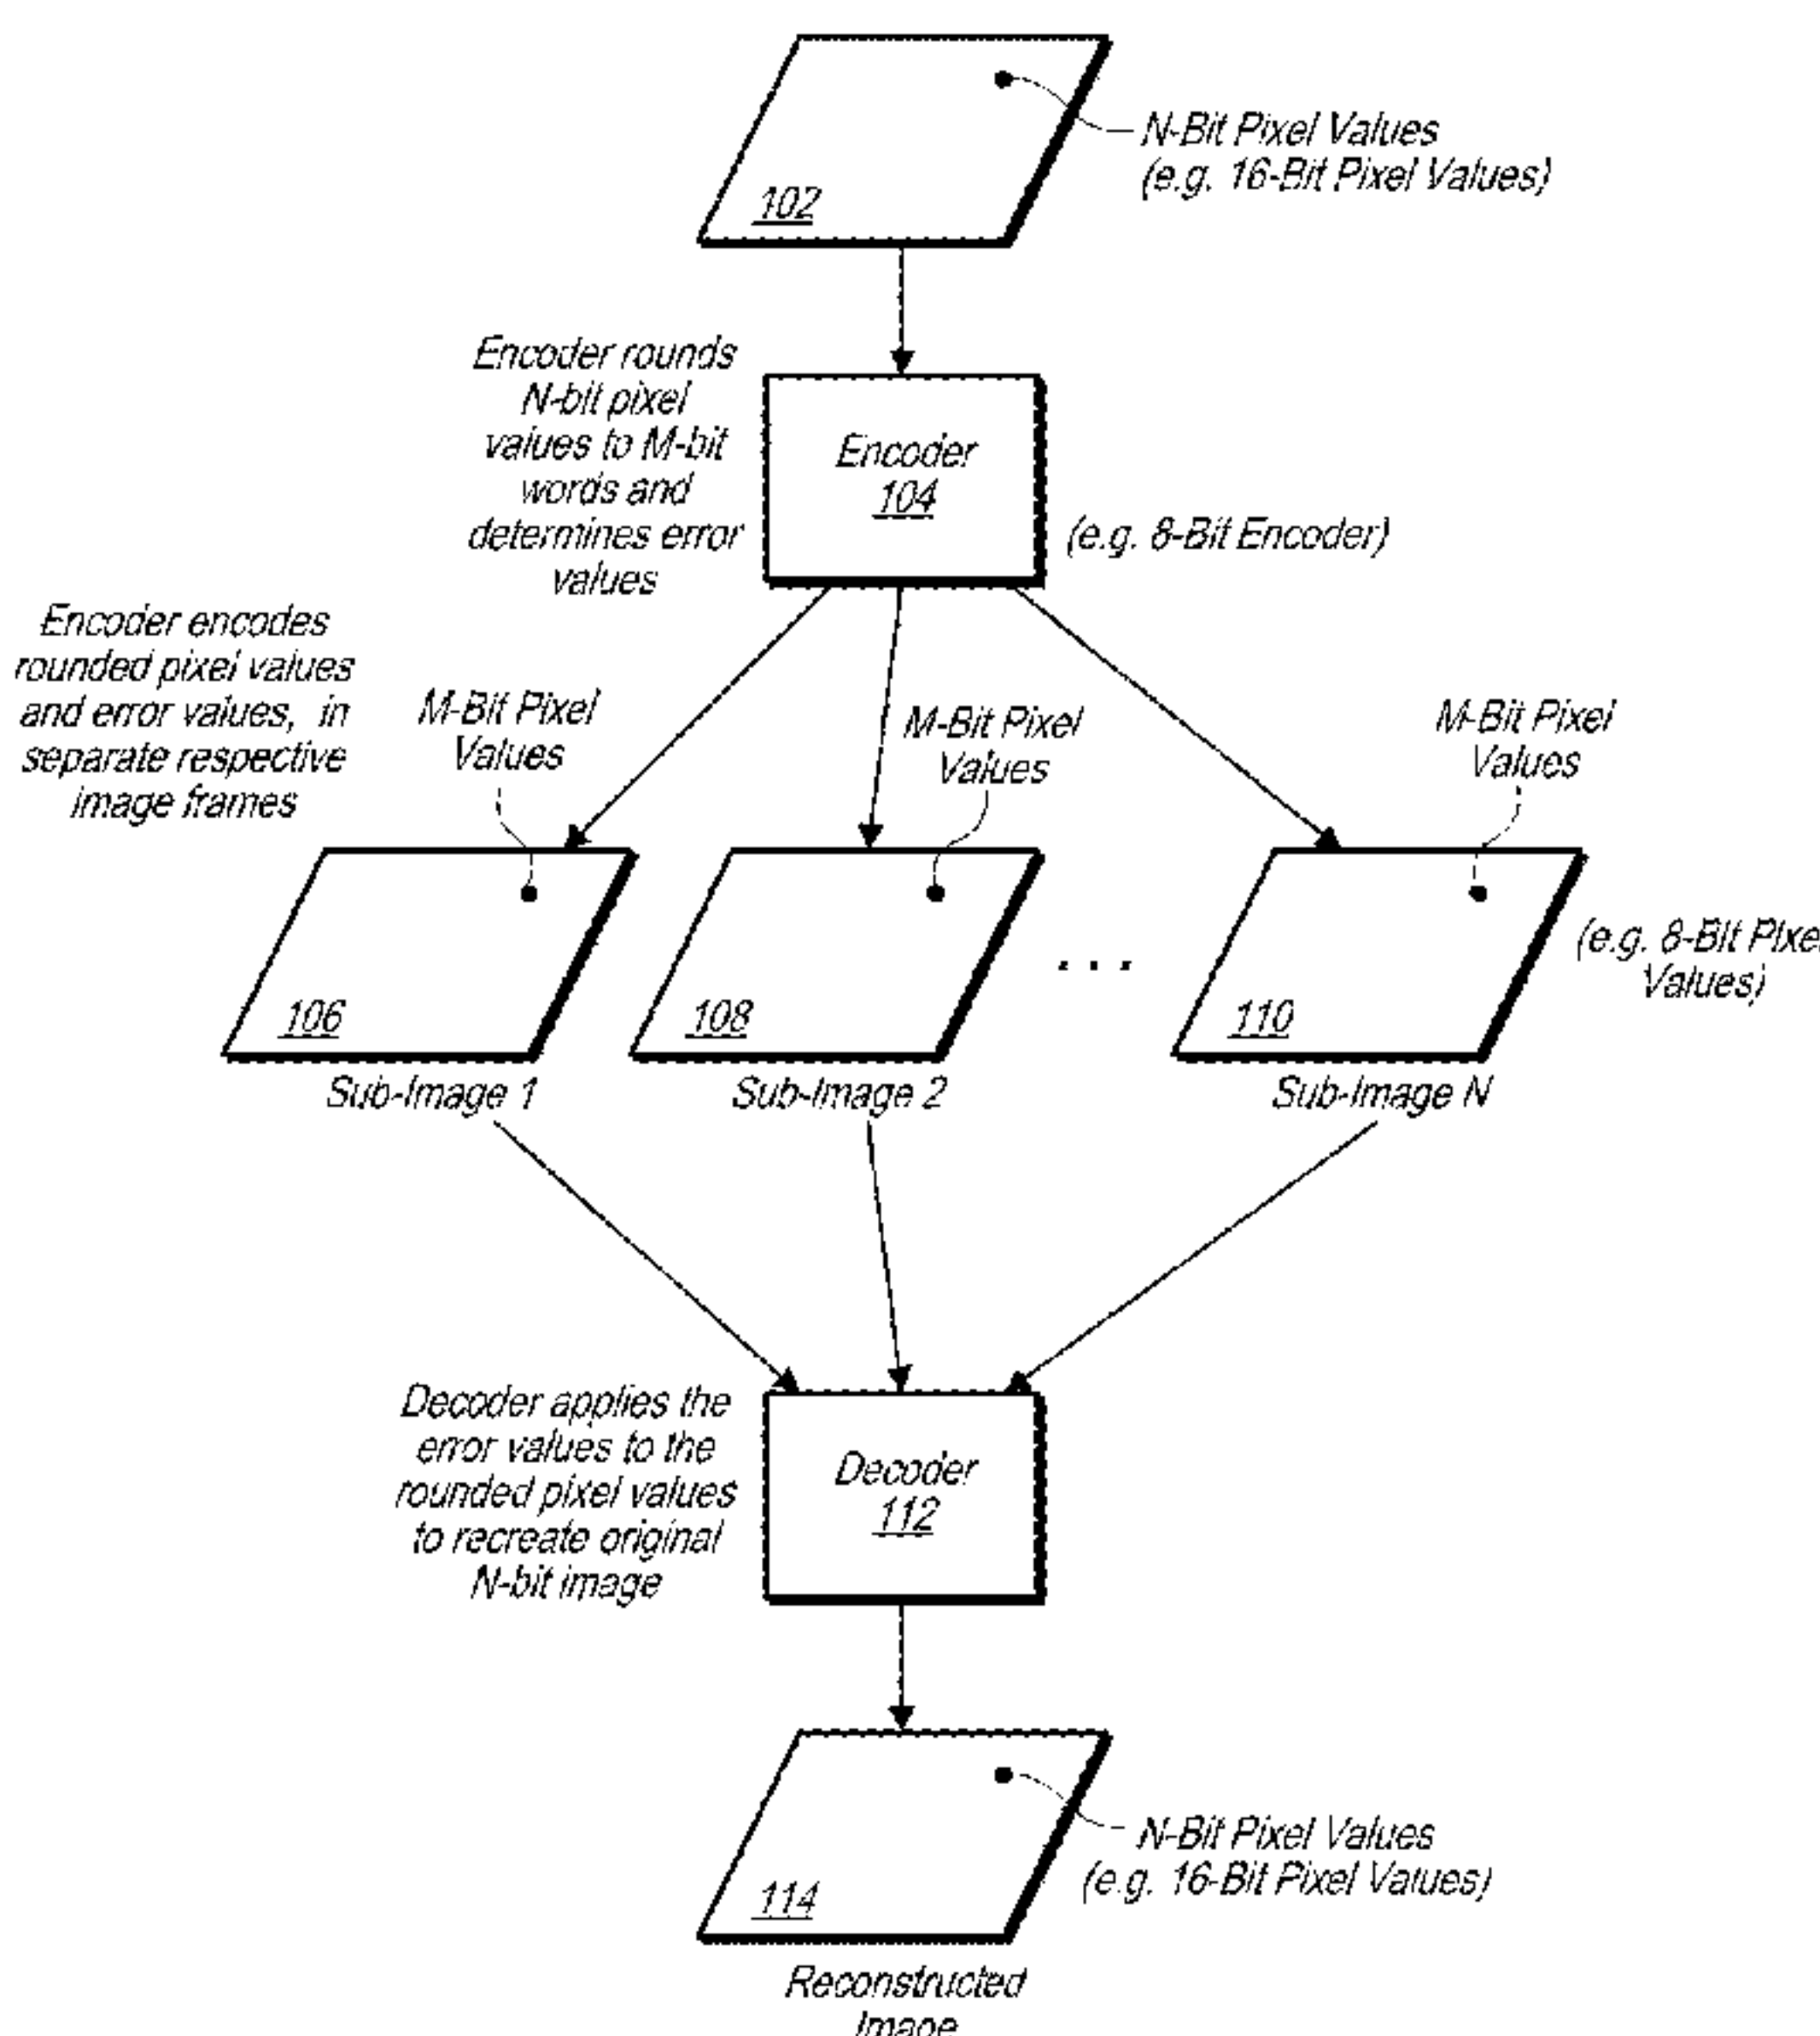 N-Bit Pixel Values
(e.g. 16-Bit Pixel Values)
102
Encoder rounds
N-bit pixel
values to M-bit
words and
determines error
values
Encoder
104
(e.g. 8-Bit Encoder)
Encoder encodes
rounded pixel values
and error values, in
separate respective
image frames
M-Bit Pixel
Values
M-Bit Pixel
Values
M-Bit Pixel
Values
106
108
. . .
110
(e.g. 8-Bit Pixel
Values)
Sub-Image 1
Sub-Image 2
Sub-Image N
Decoder applies the
error values to the
rounded pixel values
to recreate original
N-bit image
Decoder
112
N-Bit Pixel Values
(e.g. 16-Bit Pixel Values)
114
Reconstructed
Image